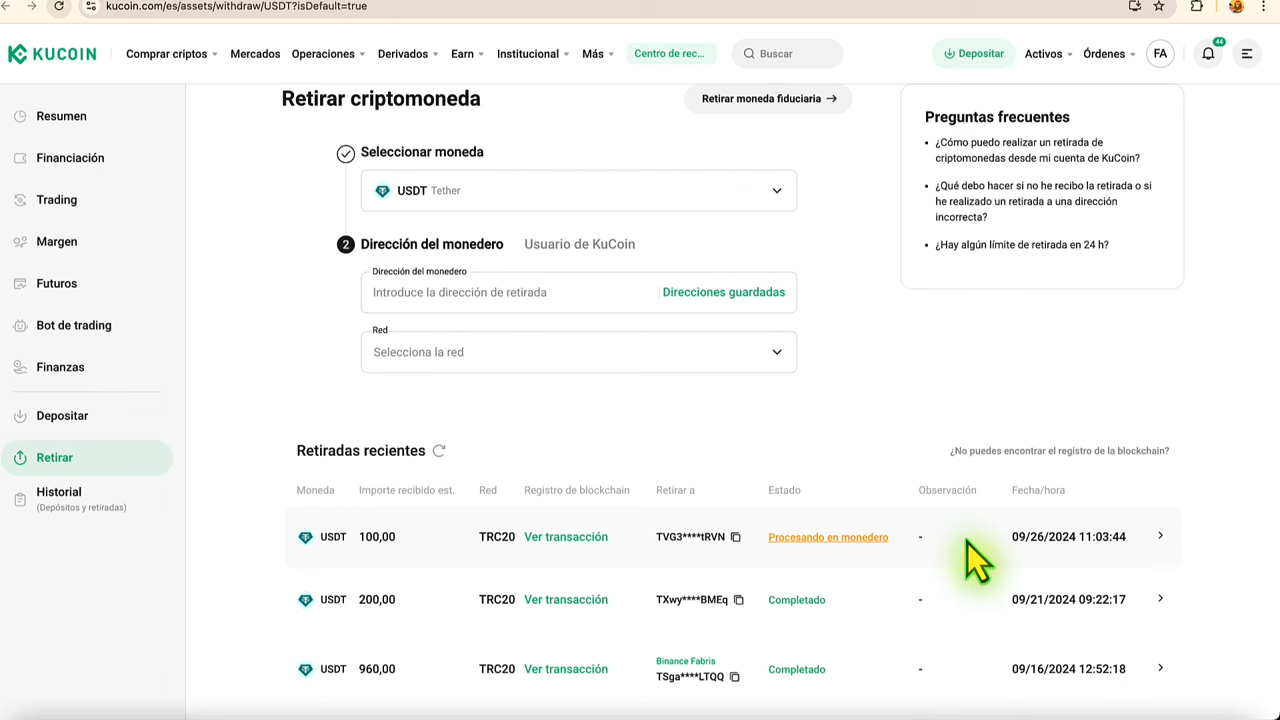 kucoin.com/es/assets/withdraw/USDT?isDefault=true
KUCOIN Comprar criptos Mercados Operaciones Derivados Earn Institucional Más Centro de rec... Buscar Depositar Activos Órdenes FA 44
Resumen
Financiación
Trading
Margen
Futuros
Bot de trading
Finanzas
Depositar
Retirar
Historial
(Depósitos y retiradas)
Retirar criptomoneda
Retirar moneda fiduciaria →
Seleccionar moneda
USDT Tether
2 Dirección del monedero Usuario de KuCoin
Dirección del monedero
Introduce la dirección de retirada Direcciones guardadas
Red
Selecciona la red
Preguntas frecuentes
• ¿Cómo puedo realizar un retirada de
criptomonedas desde mi cuenta de KuCoin?
• ¿Qué debo hacer si no he recibo la retirada o si
he realizado un retirada a una dirección
incorrecta?
• ¿Hay algún límite de retirada en 24 h?
Retiradas recientes ¿No puedes encontrar el registro de la blockchain?
Moneda Importe recibido est. Red Registro de blockchain Retirar a Estado Observación Fecha/hora
USDT 100,00 TRC20 Ver transacción TVG3****tRVN Procesando en monedero - 09/26/2024 11:03:44
USDT 200,00 TRC20 Ver transacción TXwy****BMEq Completado - 09/21/2024 09:22:17
Binance Fabris
USDT 960,00 TRC20 Ver transacción TSga****LTQQ Completado - 09/16/2024 12:52:18